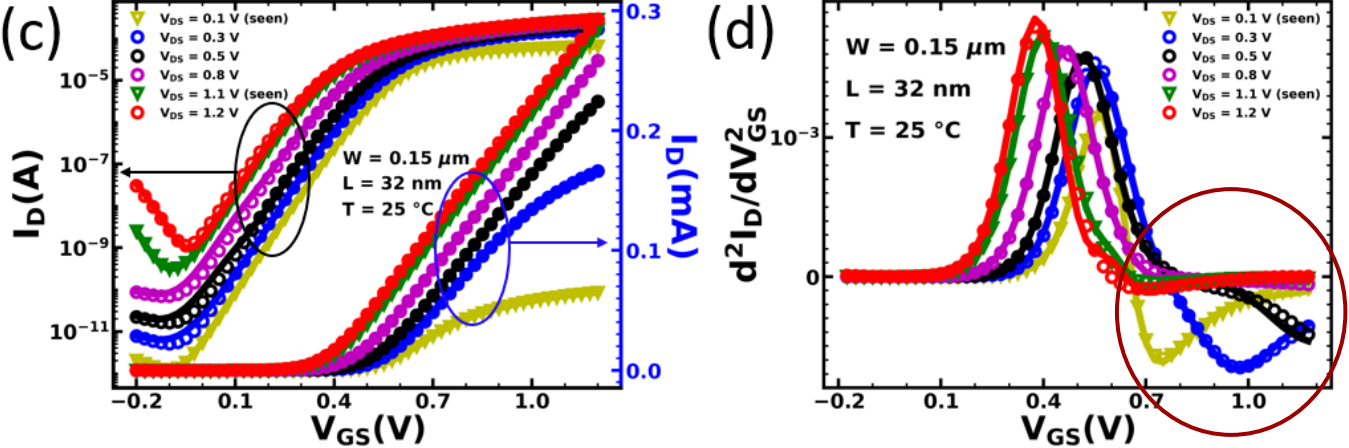 (c)
V_DS = 0.1 V (seen)
V_DS = 0.3 V
V_DS = 0.5 V
V_DS = 0.8 V
V_DS = 1.1 V (seen)
V_DS = 1.2 V
W = 0.15 μm
L = 32 nm
T = 25 °C
I_D(A)
10⁻⁵
10⁻⁷
10⁻⁹
10⁻¹¹
−0.2 0.1 0.4 0.7 1.0
V_GS(V)
0.3
0.2
0.1
0.0
I_D(mA)
(d)
W = 0.15 μm
L = 32 nm
T = 25 °C
V_DS = 0.1 V (seen)
V_DS = 0.3 V
V_DS = 0.5 V
V_DS = 0.8 V
V_DS = 1.1 V (seen)
V_DS = 1.2 V
d²I_D/dV²_GS
10⁻³
0
−0.2 0.1 0.4 0.7 1.0
V_GS(V)